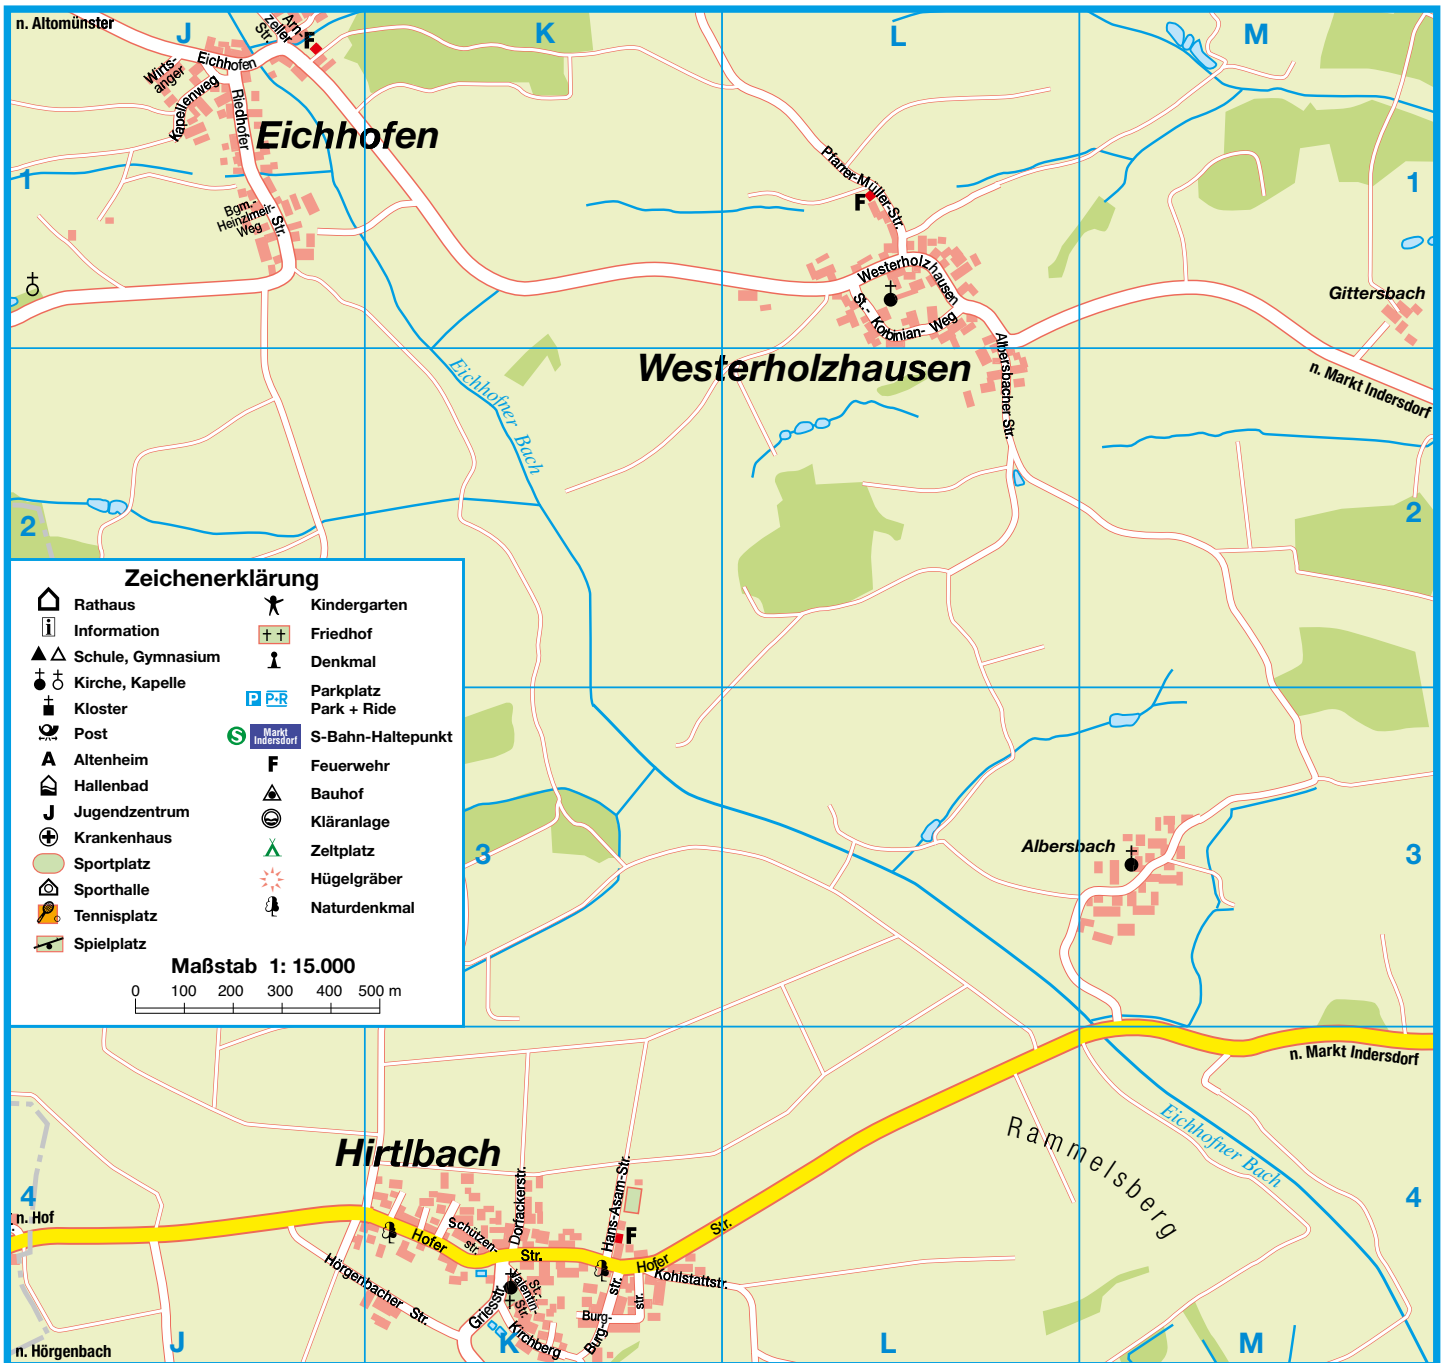 n. Altomünster
J
K
L
M
Arn-
zeller
Str.
F
Eichhofen
Wirts-
anger
Kapellenweg
Riedhofer
Str.
Eichhofen
1
1
Bgm.-
Heinzlmeir-
Weg
Pfarrer-Müller-Str.
F
Westerholzhausen
St.- Korbinian- Weg
Gittersbach
Westerholzhausen
Albersbacher Str.
n. Markt Indersdorf
Eichhofner Bach
2
2
Zeichenerklärung
Rathaus
i Information
Schule, Gymnasium
Kirche, Kapelle
Kloster
Post
A Altenheim
Hallenbad
J Jugendzentrum
Krankenhaus
Sportplatz
Sporthalle
Tennisplatz
Spielplatz
Kindergarten
Friedhof
Denkmal
P P+R Parkplatz
Park + Ride
S Markt
Indersdorf S-Bahn-Haltepunkt
F Feuerwehr
Bauhof
Kläranlage
Zeltplatz
Hügelgräber
Naturdenkmal
Maßstab 1: 15.000
0 100 200 300 400 500 m
3
3
Albersbach
n. Markt Indersdorf
Rammelsberg
Eichhofner Bach
Hirtlbach
4
4
n. Hof
Hofer
Str.
Hofer
Str.
Schützen-
str.
Dorfackerstr.
Hans-Asam-Str.
F
Kohlstattstr.
Hörgenbacher Str.
Griesstr.
St.
Valentin-
Str.
Kirchberg
Burg-
str.
Burg-
str.
n. Hörgenbach
J
K
L
M